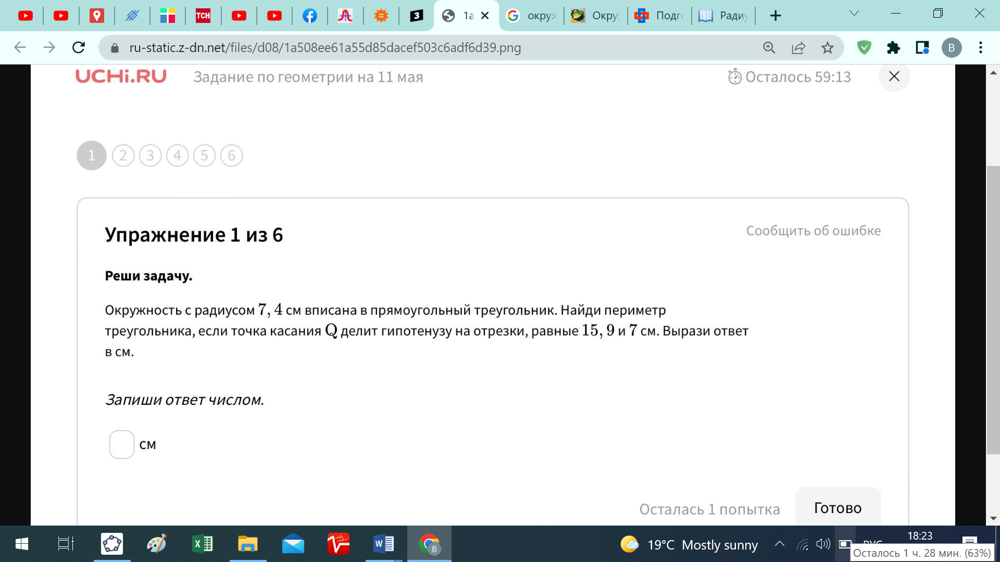 TCH
3
1a
окруж
Окру
Подго
Радиу
ru-static.z-dn.net/files/d08/1a508ee61a55d85dacef503c6adf6d39.png
B
UCHi.RU
Задание по геометрии на 11 мая
Осталось 59:13
1 2 3 4 5 6
Упражнение 1 из 6
Сообщить об ошибке
Реши задачу.
Окружность с радиусом 7, 4 см вписана в прямоугольный треугольник. Найди периметр
треугольника, если точка касания Q делит гипотенузу на отрезки, равные 15, 9 и 7 см. Вырази ответ
в см.
Запиши ответ числом.
см
Осталась 1 попытка
Готово
19°C Mostly sunny
18:23
Осталось 1 ч. 28 мин. (63%)